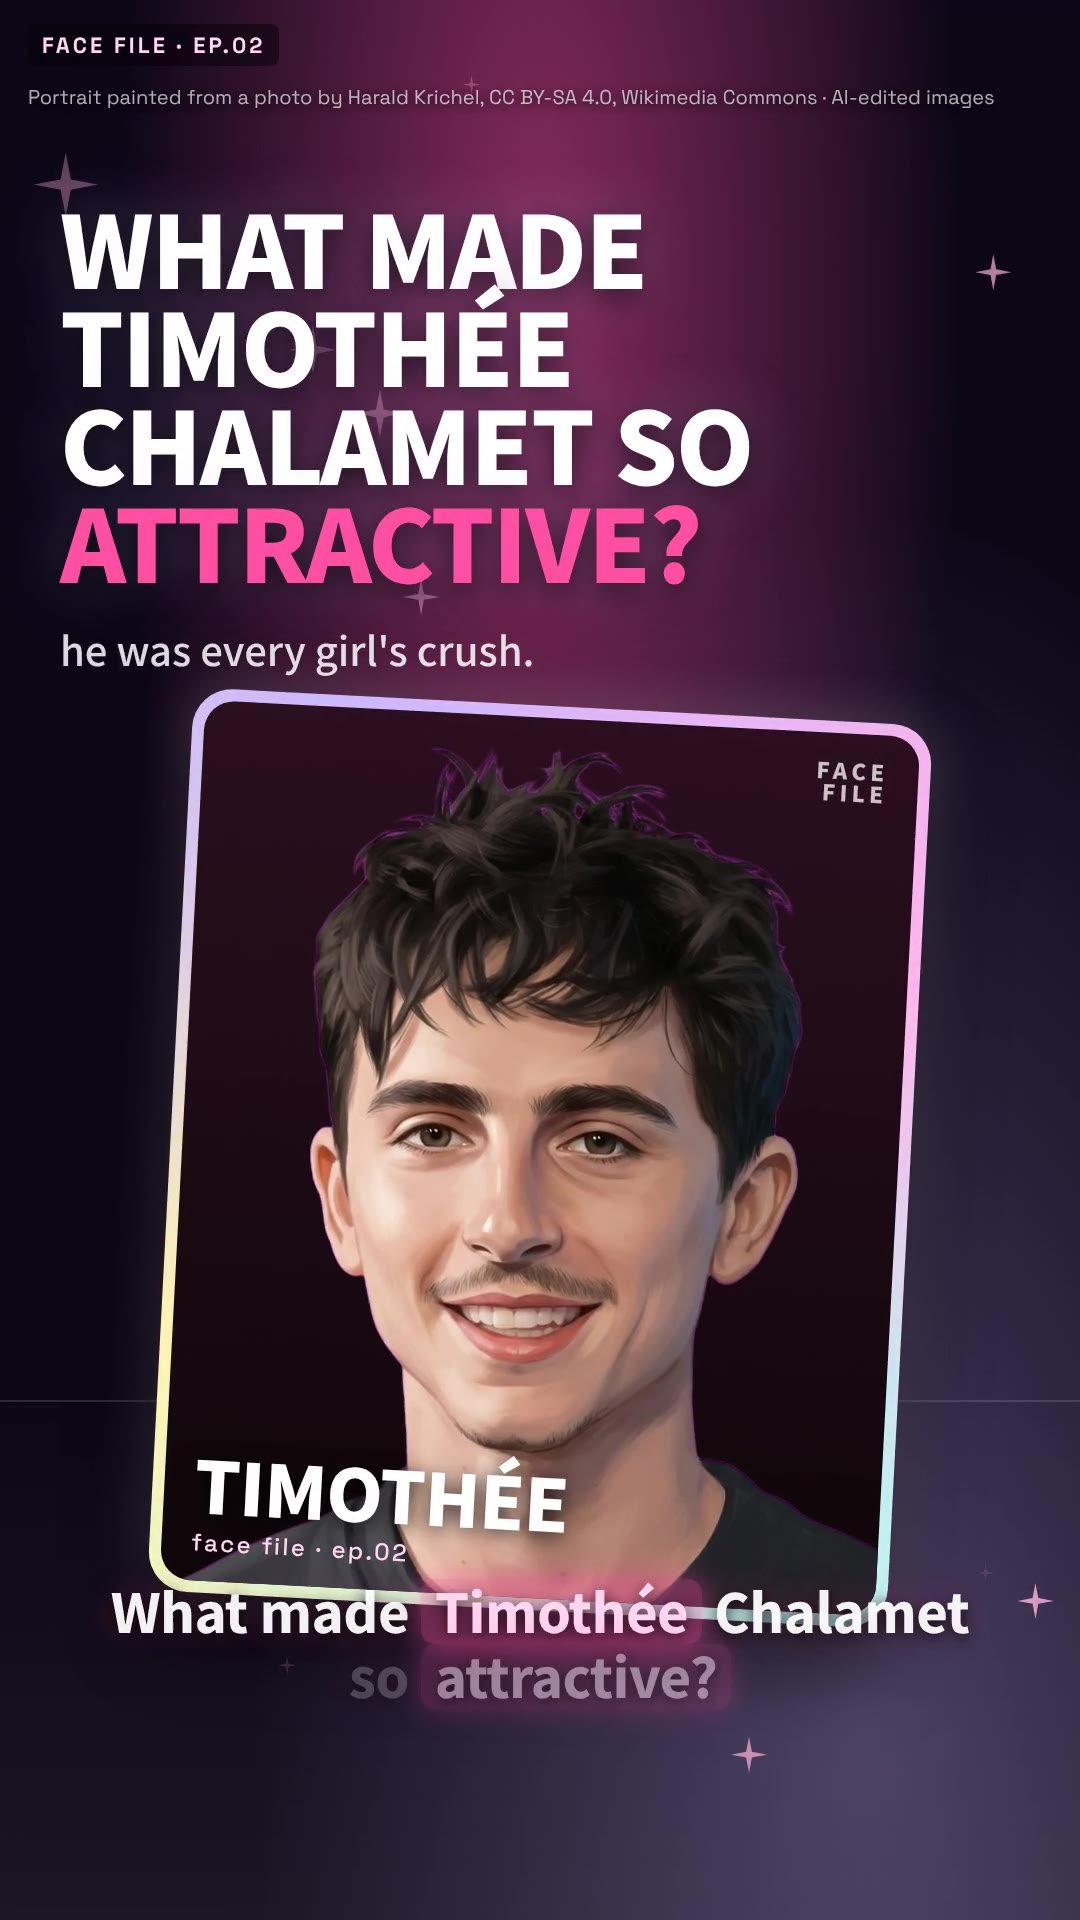 FACE FILE · EP.02
Portrait painted from a photo by Harald Krichel, CC BY-SA 4.0, Wikimedia Commons · AI-edited images
WHAT MADE
TIMOTHÉE
CHALAMET SO
ATTRACTIVE?
he was every girl's crush.
FACE
FILE
TIMOTHÉE
face file · ep.02
What made Timothée Chalamet
so attractive?